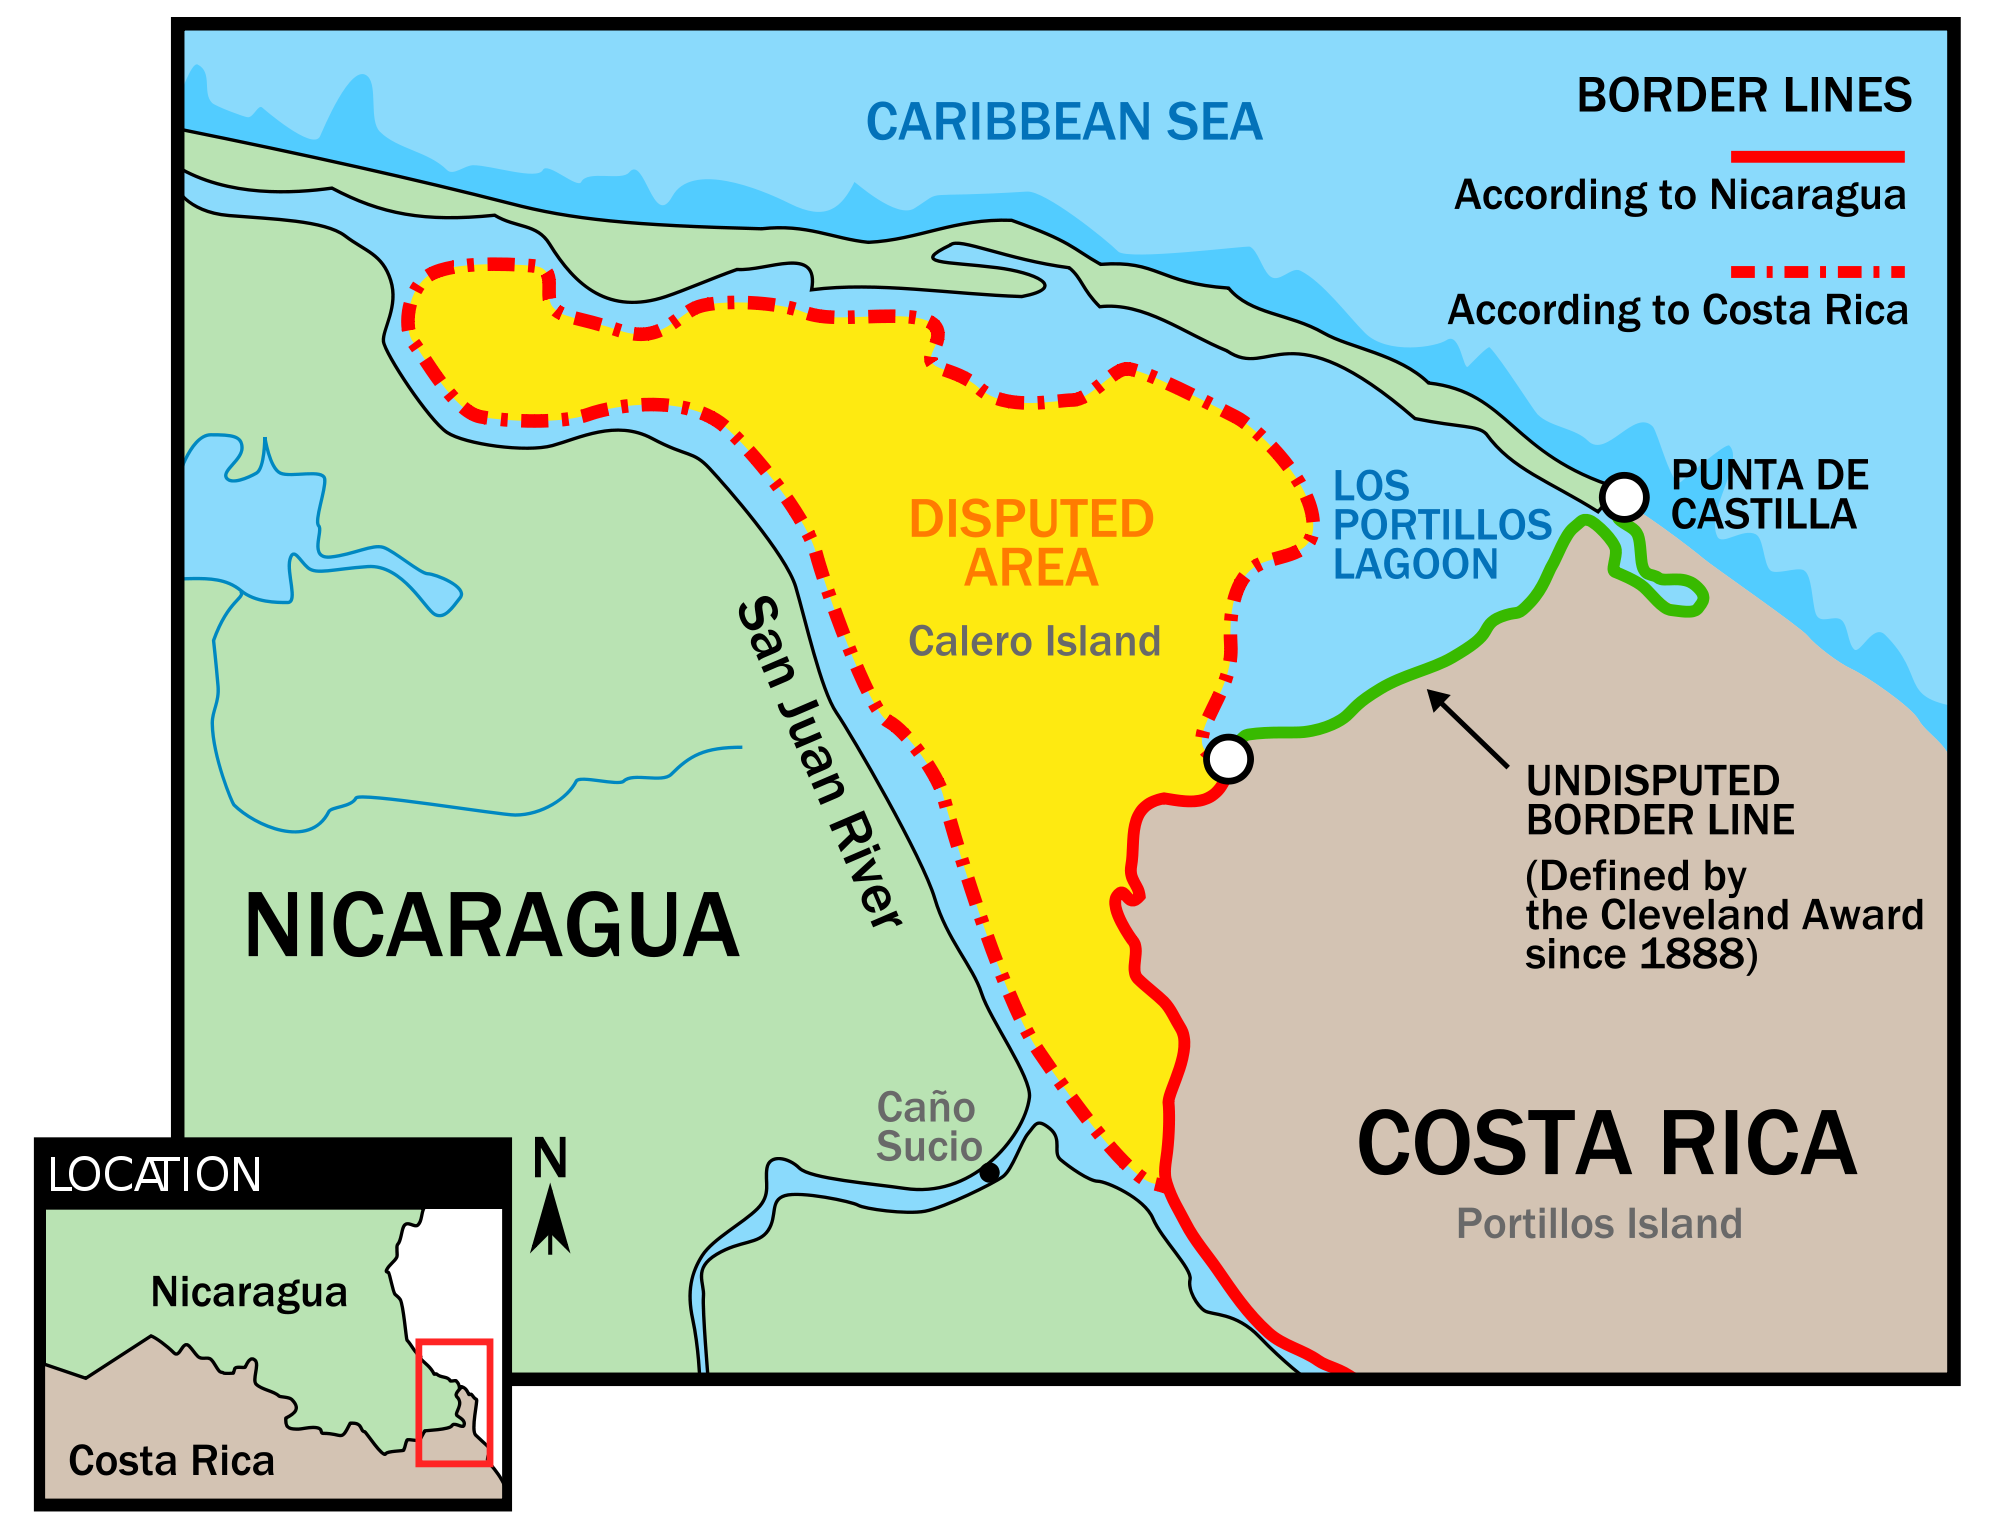 CARIBBEAN SEA
BORDER LINES
According to Nicaragua
According to Costa Rica
PUNTA DE
CASTILLA
LOS
PORTILLOS
LAGOON
DISPUTED
AREA
Calero Island
San Juan River
UNDISPUTED
BORDER LINE
(Defined by
the Cleveland Award
since 1888)
NICARAGUA
Caño
Sucio
COSTA RICA
Portillos Island
N
LOCATION
Nicaragua
Costa Rica